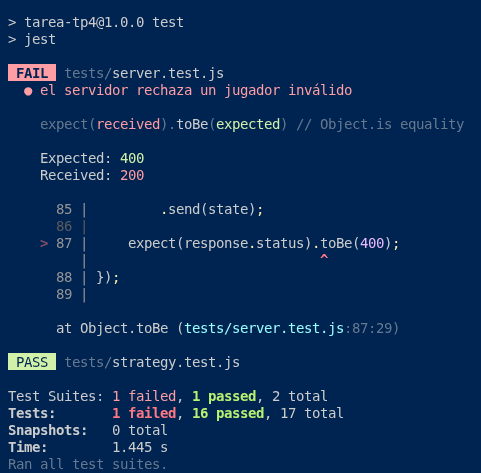 > tarea-tp4@1.0.0 test
> jest
FAIL tests/server.test.js
● el servidor rechaza un jugador inválido
expect(received).toBe(expected) // Object.is equality
Expected: 400
Received: 200
85 |         .send(state);
86 |
> 87 |     expect(response.status).toBe(400);
|                             ^
88 | });
89 |
at Object.toBe (tests/server.test.js:87:29)
PASS tests/strategy.test.js
Test Suites: 1 failed, 1 passed, 2 total
Tests:       1 failed, 16 passed, 17 total
Snapshots:   0 total
Time:        1.445 s
Ran all test suites.